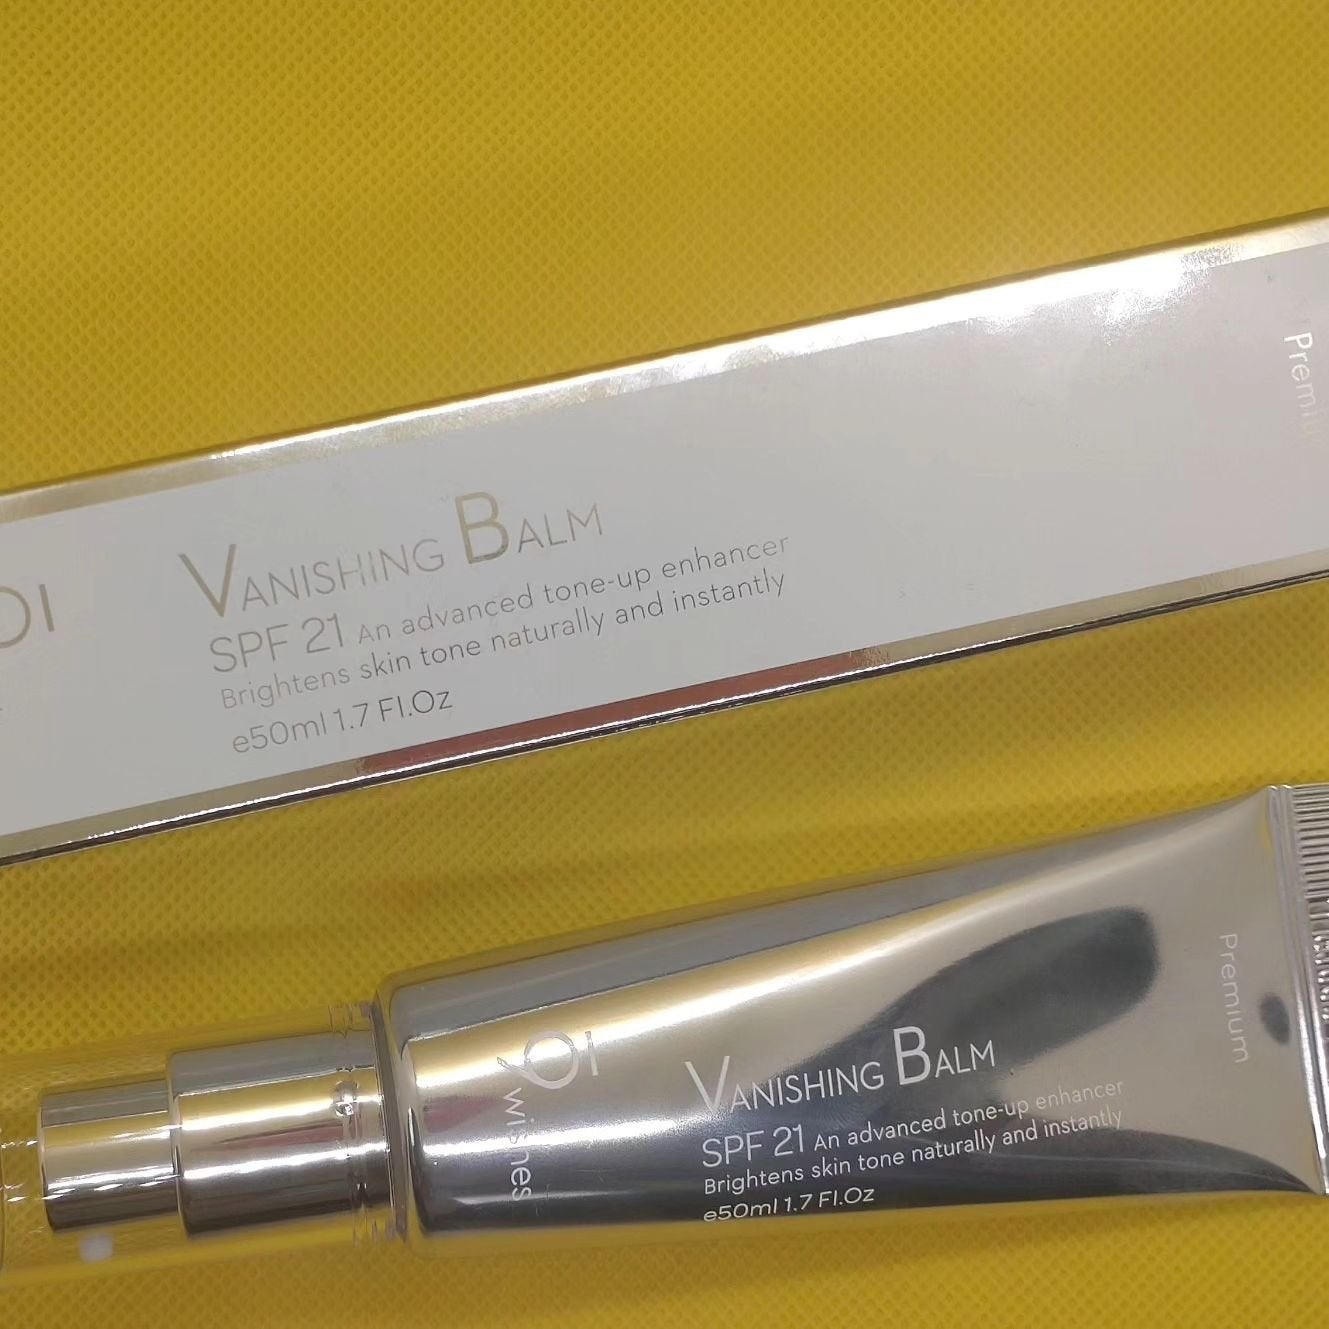 VANISHING BALM
SPF 21 An advanced tone-up enhancer
Brightens skin tone naturally and instantly
e50ml 1.7 Fl.Oz
wishes
VANISHING BALM
SPF 21 An advanced tone-up enhancer
Brightens skin tone naturally and instantly
e50ml 1.7 Fl.Oz
Premium